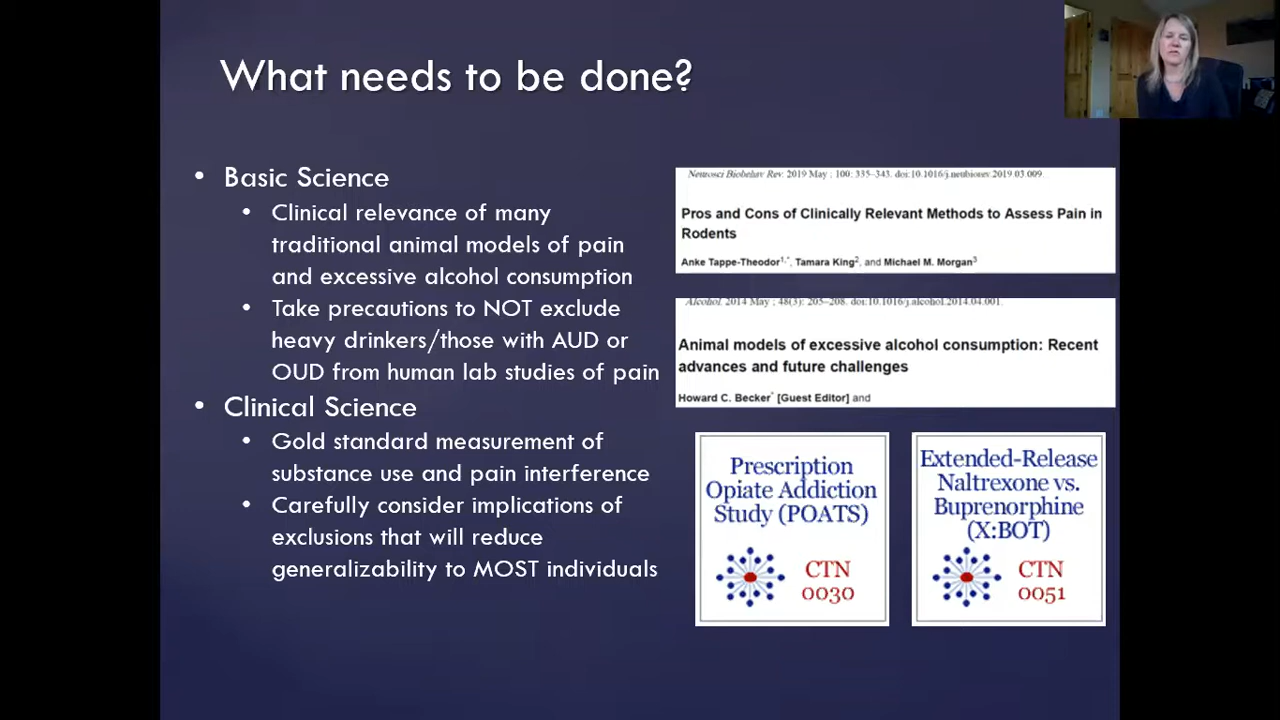 What needs to be done?
• Basic Science
• Clinical relevance of many
traditional animal models of pain
and excessive alcohol consumption
• Take precautions to NOT exclude
heavy drinkers/those with AUD or
OUD from human lab studies of pain
• Clinical Science
• Gold standard measurement of
substance use and pain interference
• Carefully consider implications of
exclusions that will reduce
generalizability to MOST individuals
Neurosci Biobehav Rev. 2019 May ; 100: 335–343. doi:10.1016/j.neubiorev.2019.03.009.
Pros and Cons of Clinically Relevant Methods to Assess Pain in
Rodents
Anke Tappe-Theodor1,*, Tamara King2, and Michael M. Morgan3
Alcohol. 2014 May ; 48(3): 205–208. doi:10.1016/j.alcohol.2014.04.001.
Animal models of excessive alcohol consumption: Recent
advances and future challenges
Howard C. Becker* [Guest Editor] and
Prescription
Opiate Addiction
Study (POATS)
CTN
0030
Extended-Release
Naltrexone vs.
Buprenorphine
(X:BOT)
CTN
0051